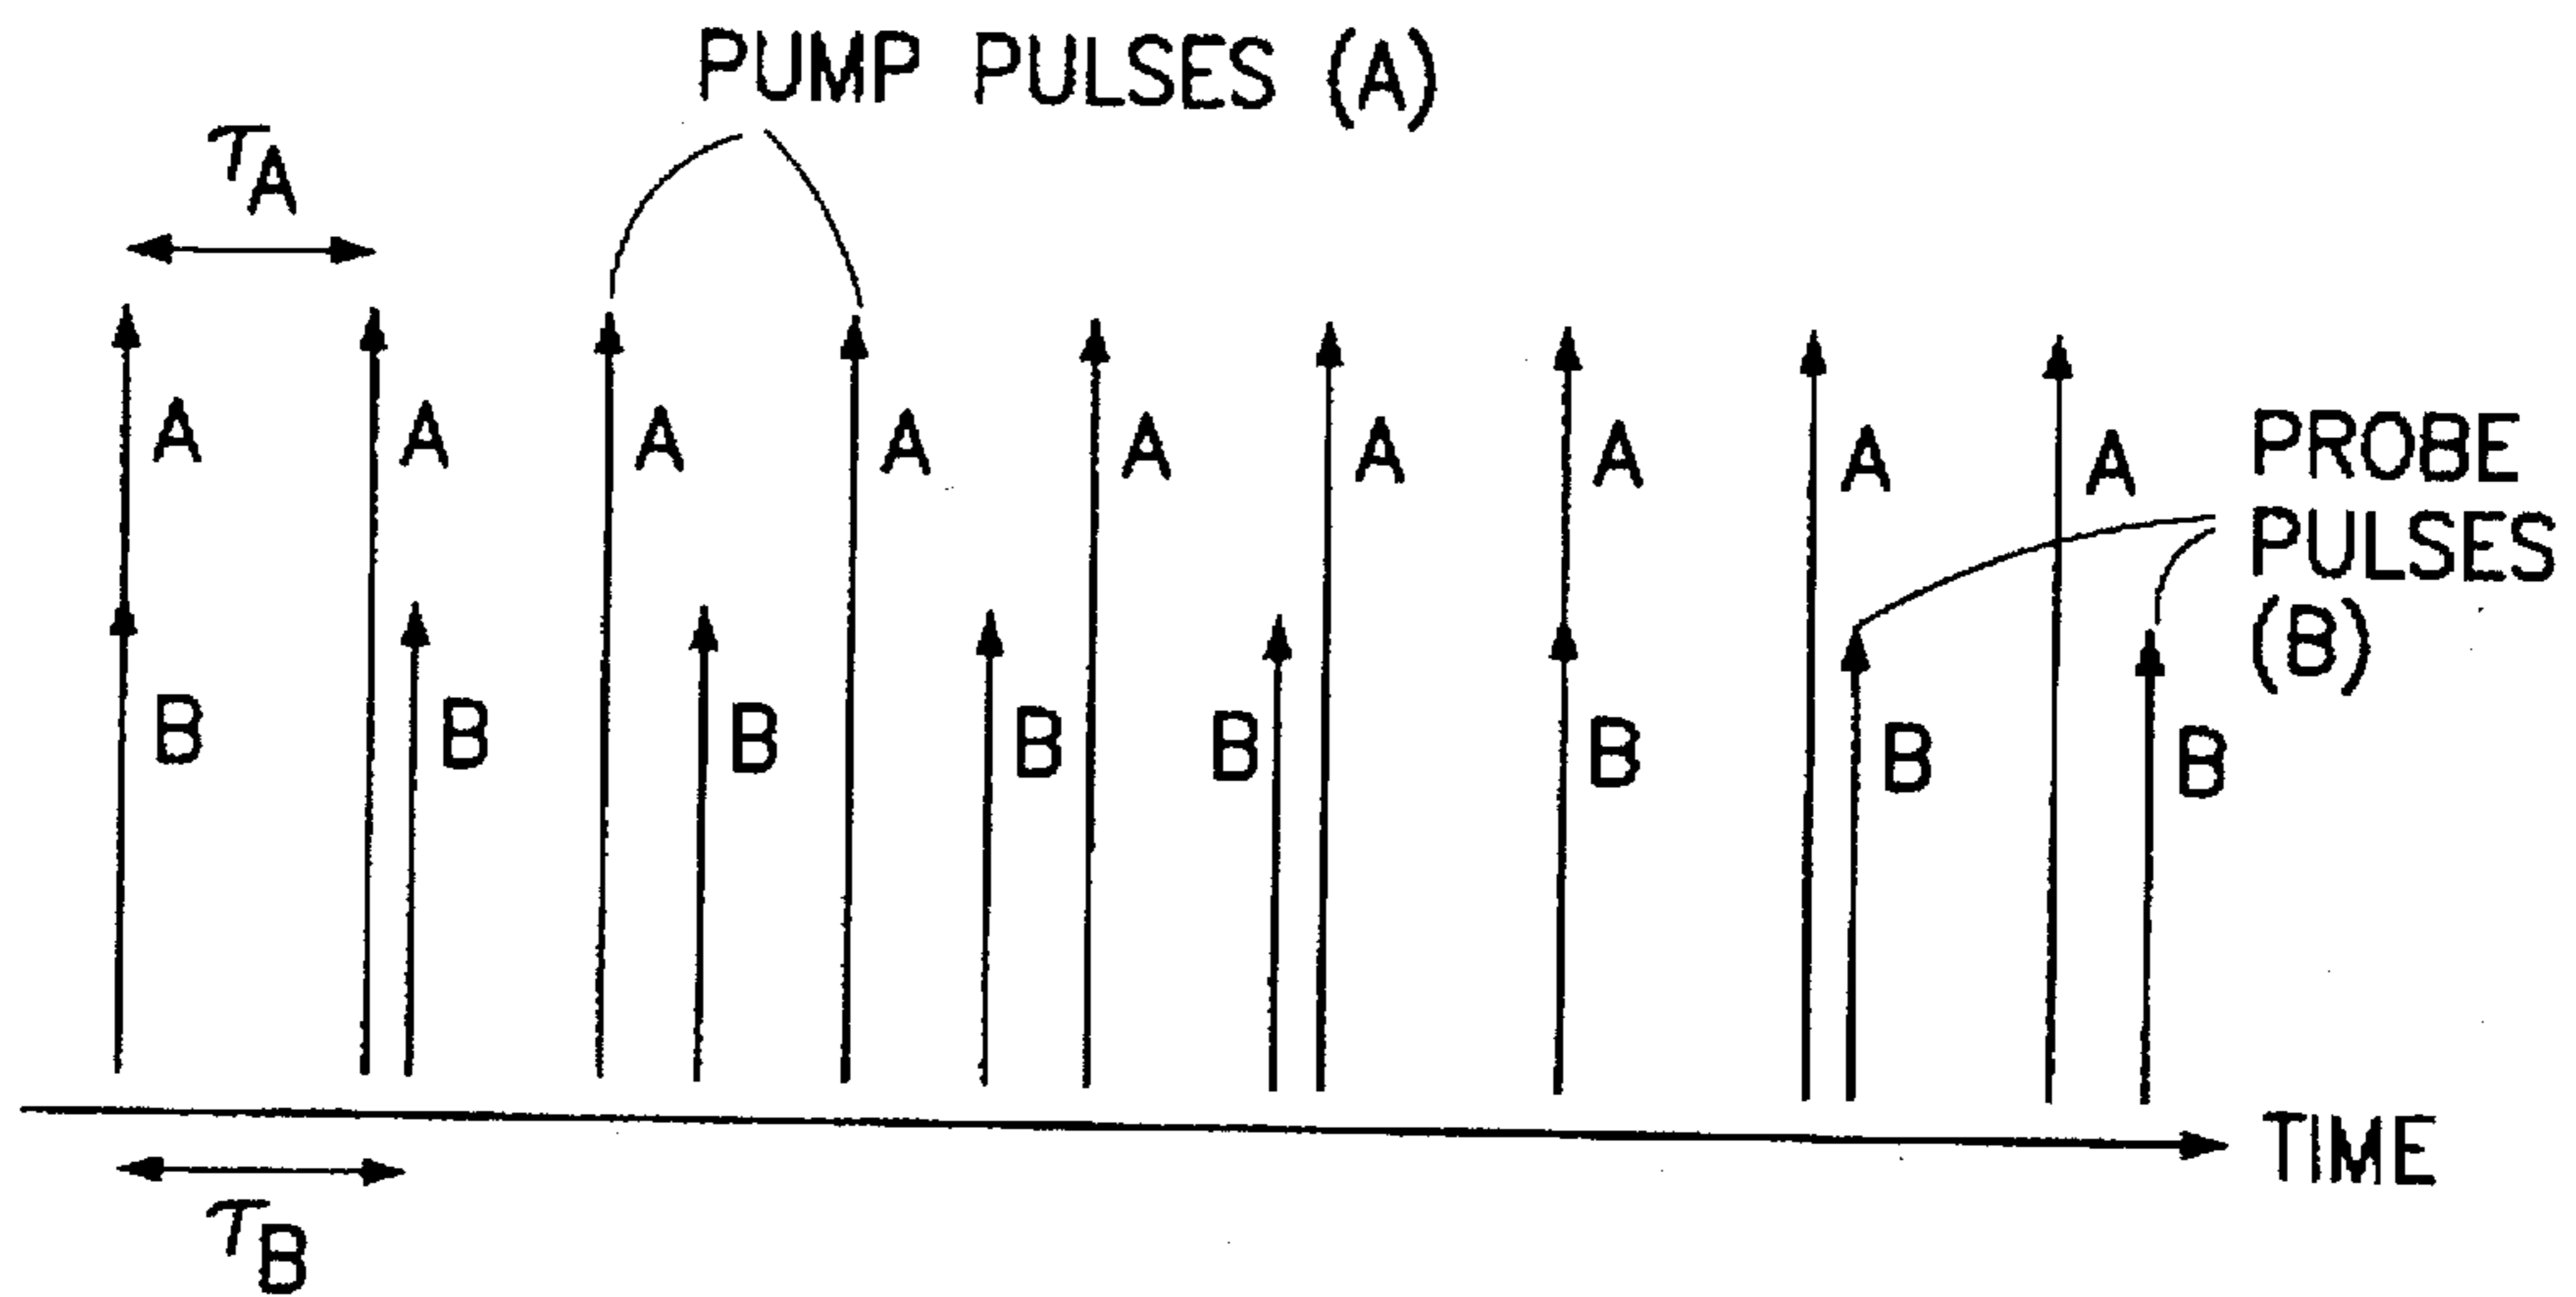 PUMP PULSES (A)
τA
A A A A A A A A A
PROBE
PULSES
(B)
B B B B B B B B
TIME
τB